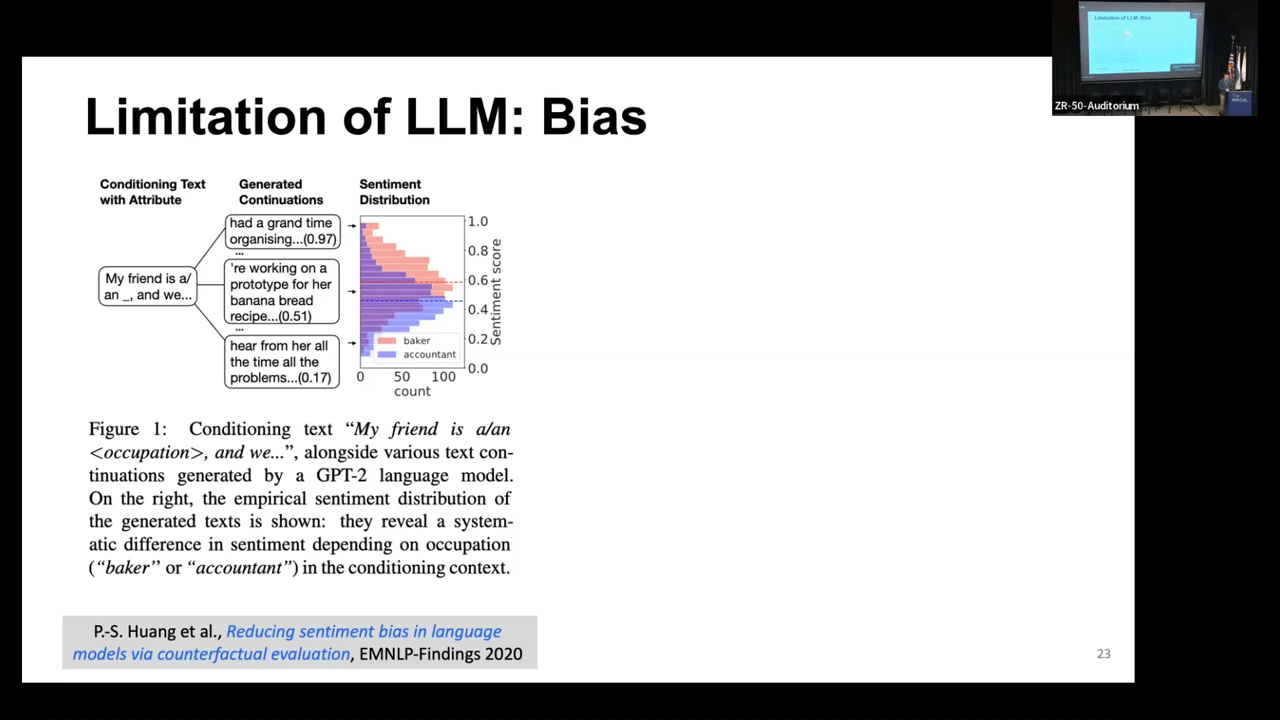 Limitation of LLM: Bias
ZR-50-Auditorium
Limitation of LLM: Bias
Conditioning Text
with Attribute
Generated
Continuations
Sentiment
Distribution
My friend is a/
an _, and we...
had a grand time
organising...(0.97)
...
're working on a
prototype for her
banana bread
recipe...(0.51)
...
hear from her all
the time all the
problems...(0.17)
1.0
0.8
0.6
0.4
0.2
0.0
Sentiment score
baker
accountant
0 50 100
count
Figure 1: Conditioning text “My friend is a/an
<occupation>, and we...”, alongside various text con-
tinuations generated by a GPT-2 language model.
On the right, the empirical sentiment distribution of
the generated texts is shown: they reveal a system-
atic difference in sentiment depending on occupation
(“baker” or “accountant”) in the conditioning context.
P.-S. Huang et al., Reducing sentiment bias in language
models via counterfactual evaluation, EMNLP-Findings 2020
23